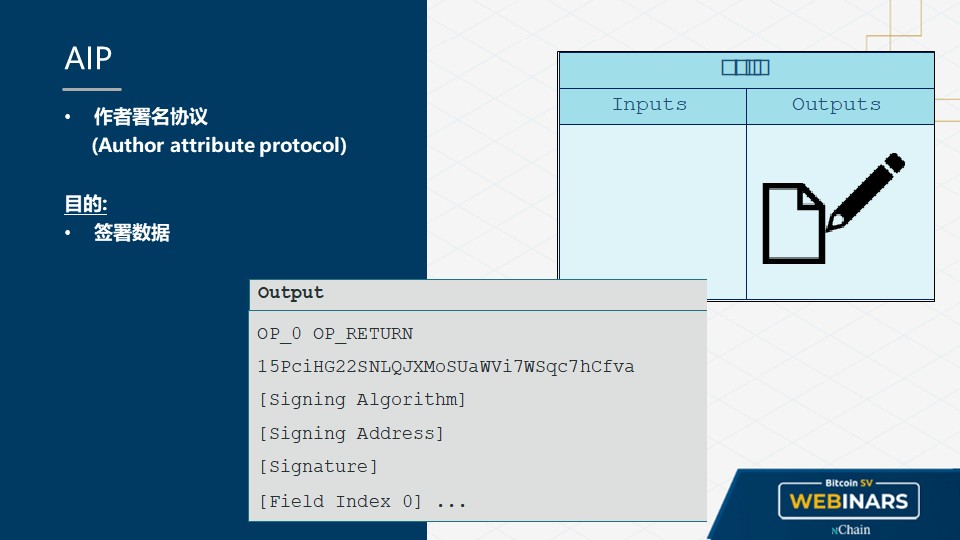 AIP
• 作者署名协议
(Author attribute protocol)
目的:
• 签署数据
Inputs
Outputs
Output
OP_0 OP_RETURN
15PciHG22SNLQJXMoSUaWVi7WSqc7hCfva
[Signing Algorithm]
[Signing Address]
[Signature]
[Field Index 0] ...
Bitcoin SV
WEBINARS
nChain